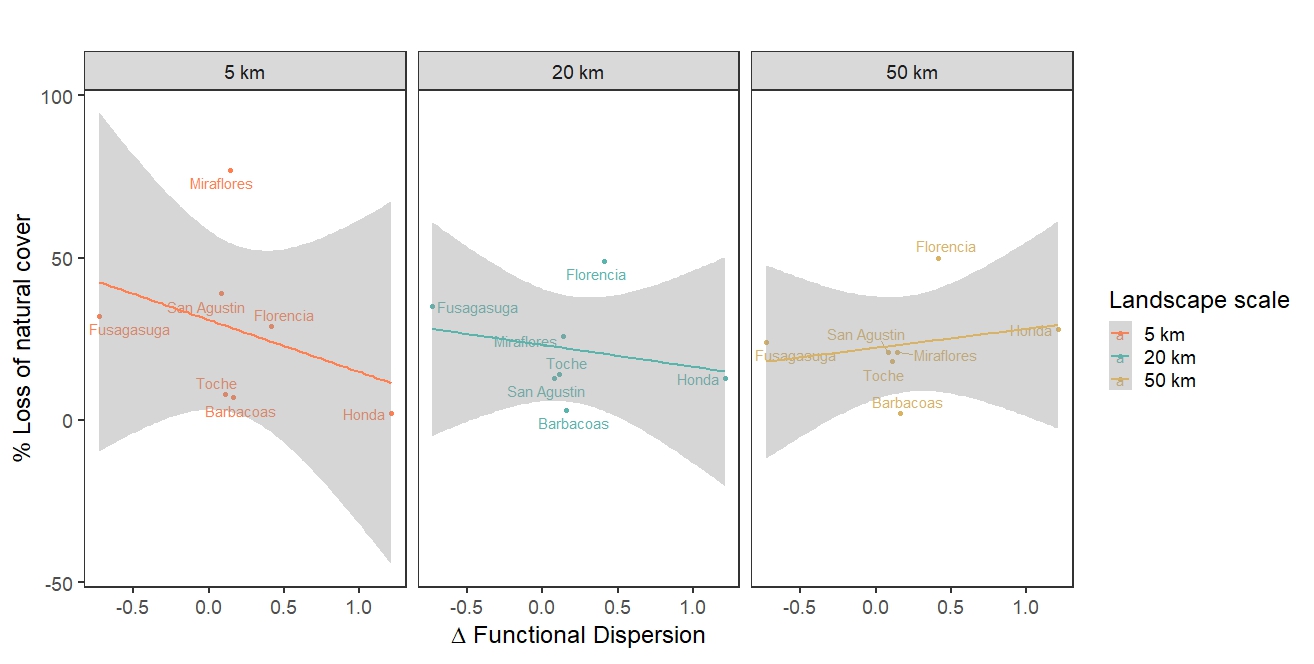 5 km
20 km
50 km
% Loss of natural cover
100
50
0
-50
Miraflores
San Agustin
Florencia
Fusagasuga
Toche
Barbacoas
Honda
Florencia
Fusagasuga
Miraflores
Toche
Honda
San Agustin
Barbacoas
Florencia
San Agustin
Honda
Fusagasuga
Miraflores
Toche
Barbacoas
-0.5 0.0 0.5 1.0
-0.5 0.0 0.5 1.0
-0.5 0.0 0.5 1.0
Δ Functional Dispersion
Landscape scale
a 5 km
a 20 km
a 50 km